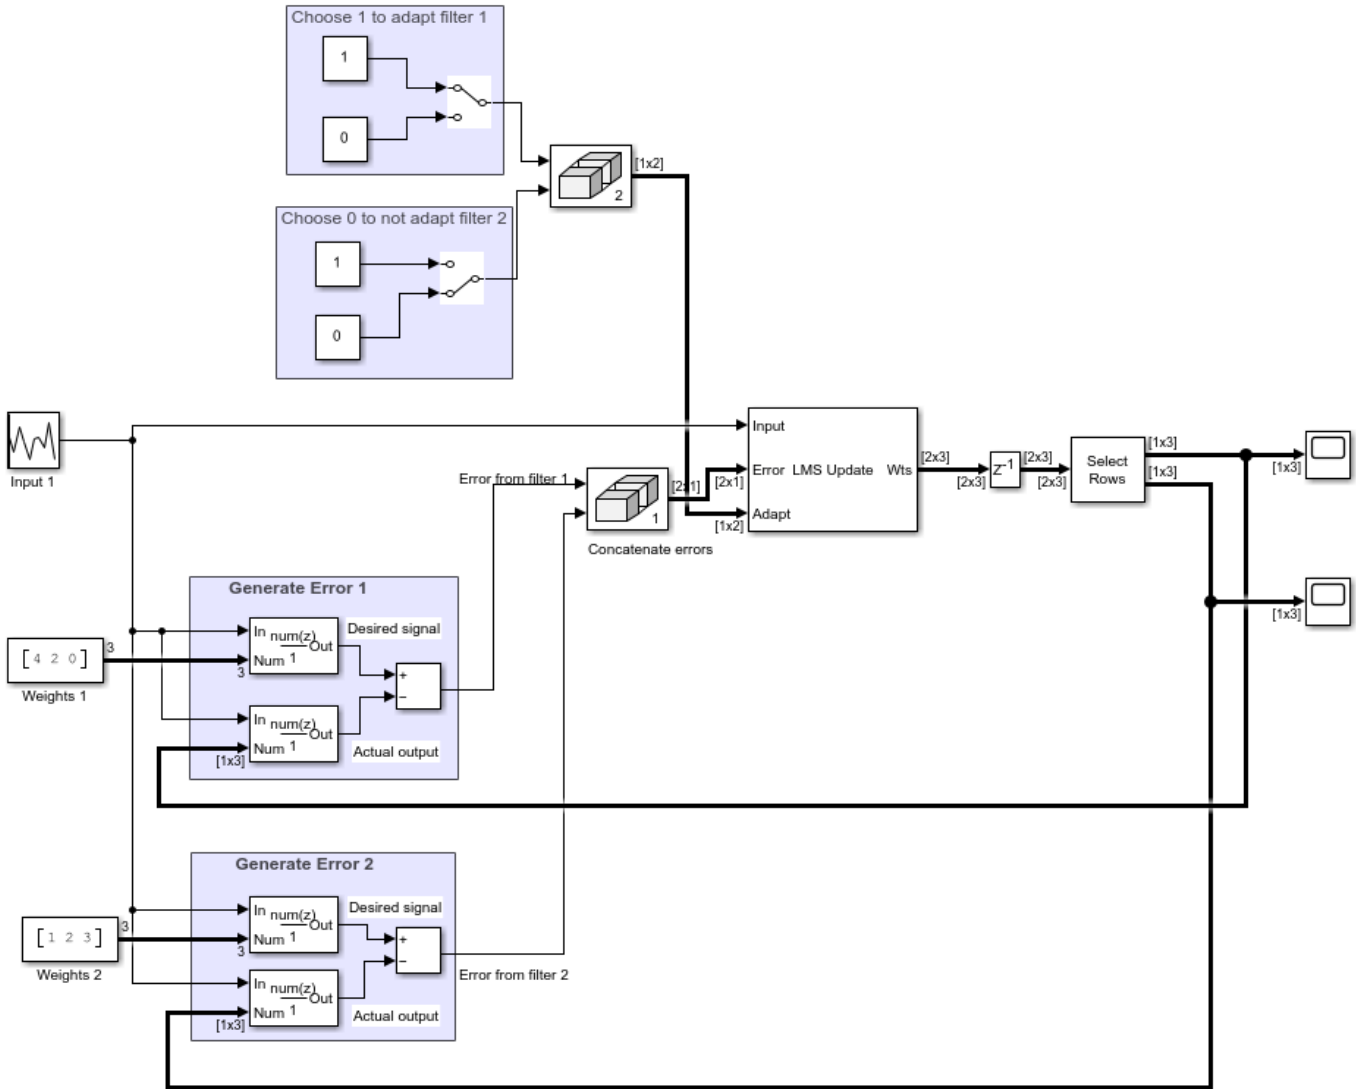 Choose 1 to adapt filter 1
1
0
[1x2]
2
Choose 0 to not adapt filter 2
1
0
Input 1
Input
Error LMS Update Wts
Adapt
[2x1]
[2x1]
[1x2]
[2x3]
[2x3]
z-1
[2x3]
[2x3]
Select
Rows
[1x3]
[1x3]
[1x3]
[1x3]
Error from filter 1
1
Concatenate errors
Generate Error 1
In num(z) Out
Num 1
Desired signal
3
3
[4 2 0]
Weights 1
+
−
In num(z) Out
Num 1
[1x3]
Actual output
Generate Error 2
In num(z) Out
Num 1
Desired signal
3
3
[1 2 3]
Weights 2
+
−
Error from filter 2
In num(z) Out
Num 1
[1x3]
Actual output